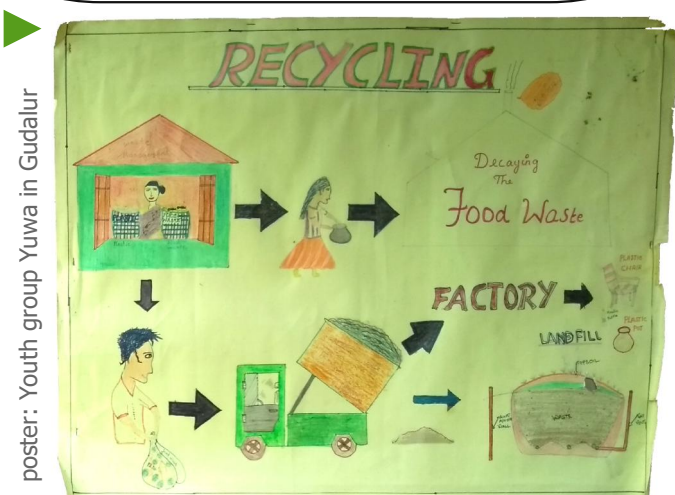 poster: Youth group Yuwa in Gudalur
RECYCLING
Decaying
The
Food Waste
FACTORY
PLASTIC
CHAIR
PLASTIC
POT
LANDFILL
WASTE